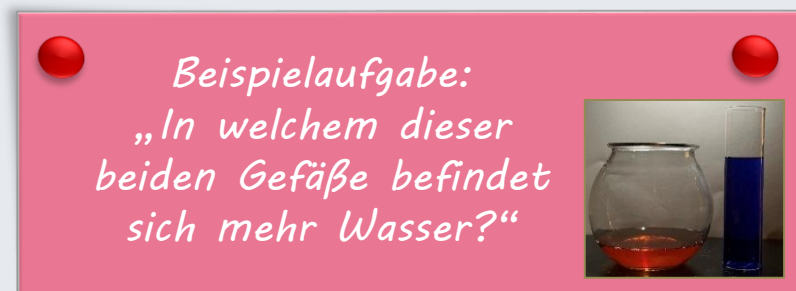 Beispielaufgabe:
„In welchem dieser
beiden Gefäße befindet
sich mehr Wasser?“